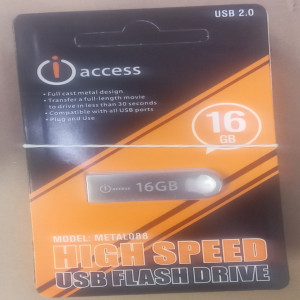 USB 2.0
i access
• Full cast metal design
• Transfer a full-length movie
to drive in less than 30 seconds
• Compatible with all USB ports
• Plug and Use
16
GB
i access 16GB
MODEL: METAL088
HIGH SPEED
USB FLASH DRIVE